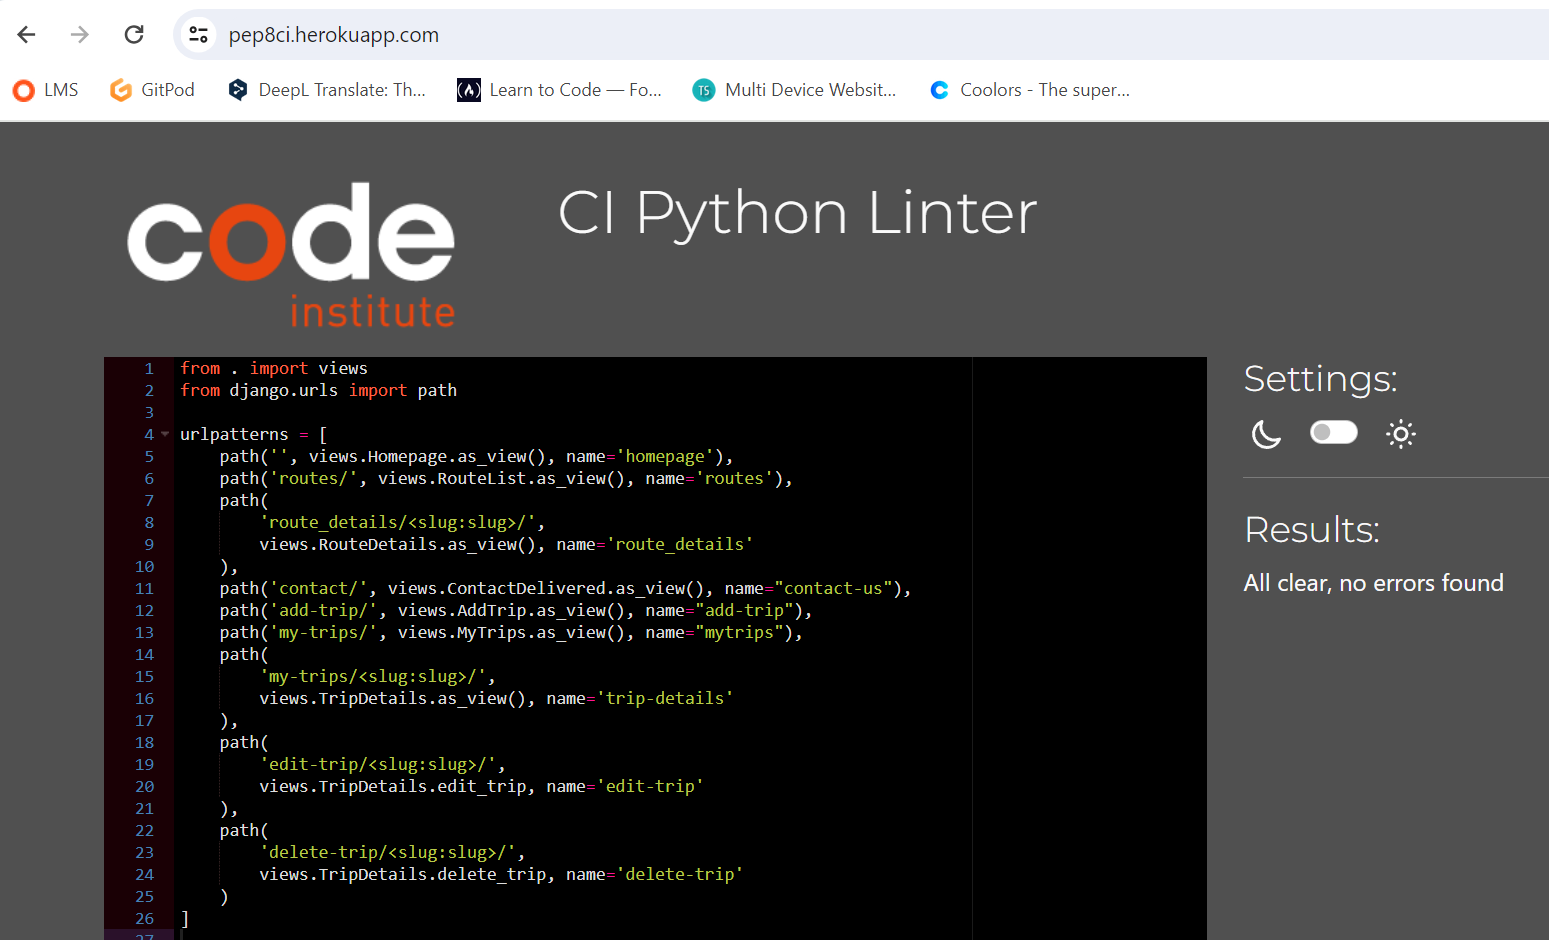 pep8ci.herokuapp.com
LMS GitPod DeepL Translate: Th... Learn to Code — Fo... TS Multi Device Websit... Coolors - The super...
code
institute
CI Python Linter
1 from . import views
2 from django.urls import path
3
4 urlpatterns = [
5     path('', views.Homepage.as_view(), name='homepage'),
6     path('routes/', views.RouteList.as_view(), name='routes'),
7     path(
8         'route_details/<slug:slug>/',
9         views.RouteDetails.as_view(), name='route_details'
10     ),
11     path('contact/', views.ContactDelivered.as_view(), name="contact-us"),
12     path('add-trip/', views.AddTrip.as_view(), name="add-trip"),
13     path('my-trips/', views.MyTrips.as_view(), name="mytrips"),
14     path(
15         'my-trips/<slug:slug>/',
16         views.TripDetails.as_view(), name='trip-details'
17     ),
18     path(
19         'edit-trip/<slug:slug>/',
20         views.TripDetails.edit_trip, name='edit-trip'
21     ),
22     path(
23         'delete-trip/<slug:slug>/',
24         views.TripDetails.delete_trip, name='delete-trip'
25     )
26 ]
27
Settings:
Results:
All clear, no errors found